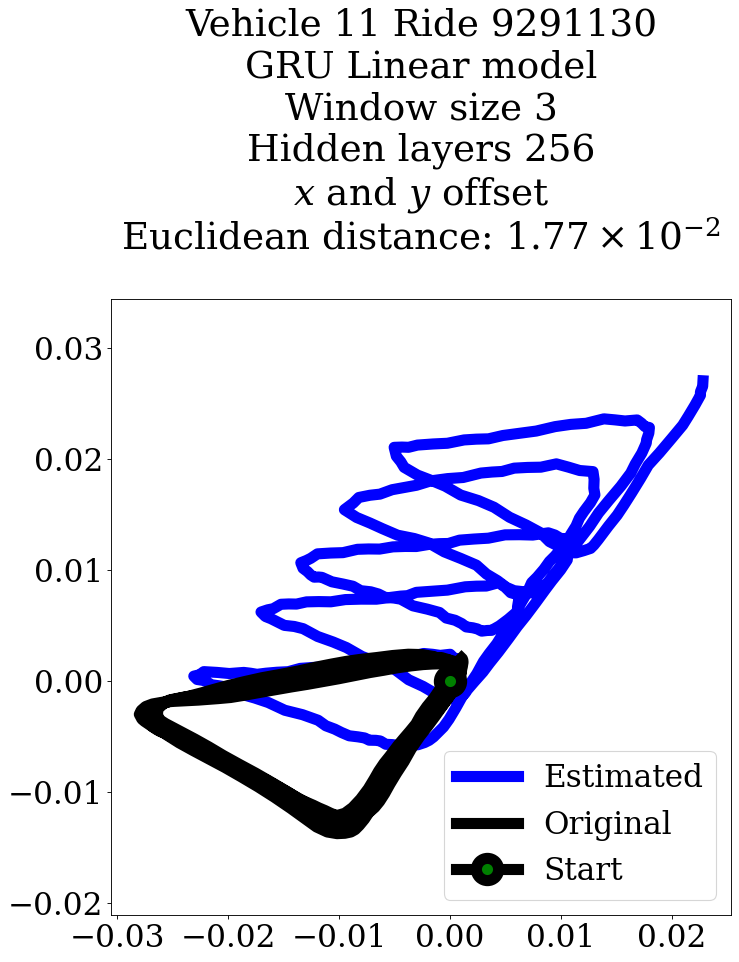 Vehicle 11 Ride 9291130
GRU Linear model
Window size 3
Hidden layers 256
x and y offset
Euclidean distance: 1.77 × 10⁻²
0.03
0.02
0.01
0.00
−0.01
−0.02
Estimated
Original
Start
−0.03 −0.02 −0.01 0.00 0.01 0.02